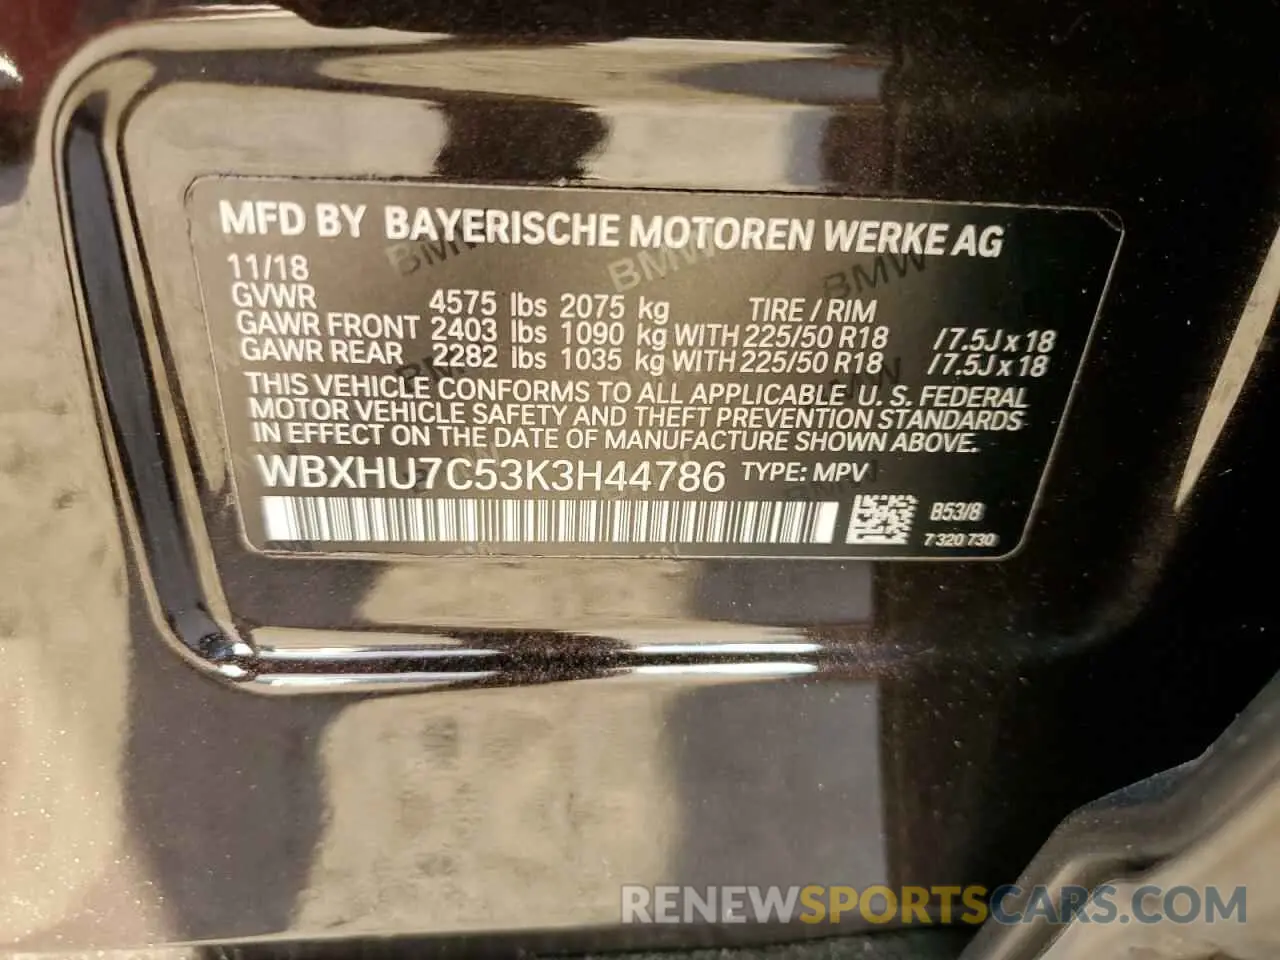 MFD BY BAYERISCHE MOTOREN WERKE AG
11/18
GVWR 4575 lbs 2075 kg TIRE / RIM
GAWR FRONT 2403 lbs 1090 kg WITH 225/50 R18 /7.5J x 18
GAWR REAR 2282 lbs 1035 kg WITH 225/50 R18 /7.5J x 18
THIS VEHICLE CONFORMS TO ALL APPLICABLE U. S. FEDERAL
MOTOR VEHICLE SAFETY AND THEFT PREVENTION STANDARDS
IN EFFECT ON THE DATE OF MANUFACTURE SHOWN ABOVE.
WBXHU7C53K3H44786 TYPE: MPV
B53/8
7 320 730
RENEWSPORTSCARS.COM